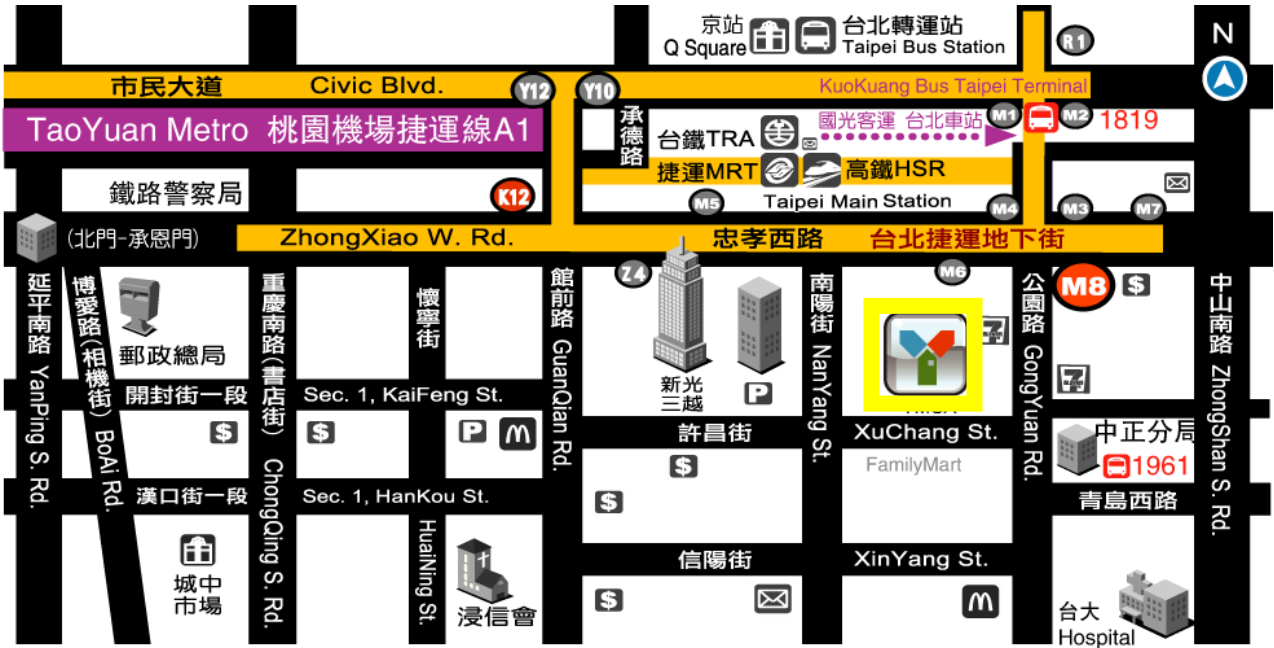 京站
Q Square
台北轉運站
Taipei Bus Station
R1
N
市民大道 Civic Blvd.
Y12
Y10
KuoKuang Bus Taipei Terminal
TaoYuan Metro 桃園機場捷運線A1
承德路
台鐵TRA
國光客運 台北車站
M1
M2
1819
捷運MRT
高鐵HSR
鐵路警察局
K12
M5
Taipei Main Station
M4
M3
M7
(北門-承恩門)
ZhongXiao W. Rd.
忠孝西路
台北捷運地下街
Z4
M6
M8
$
延平南路 YanPing S. Rd.
博愛路(相機街) BoAi Rd.
重慶南路(書店街) ChongQing S. Rd.
懷寧街
HuaiNing St.
館前路 GuanQian Rd.
南陽街 NanYang St.
公園路 GongYuan Rd.
中山南路 ZhongShan S. Rd.
郵政總局
新光
三越
P
7
7
開封街一段 Sec. 1, KaiFeng St.
$
$
P
許昌街 XuChang St.
中正分局
1961
$
FamilyMart
漢口街一段 Sec. 1, HanKou St.
$
青島西路
城中
市場
浸信會
信陽街 XinYang St.
$
台大
Hospital